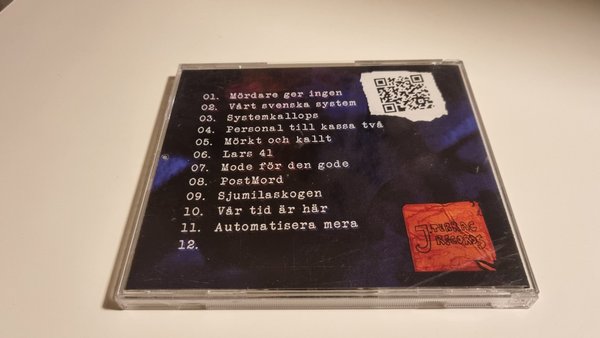 01. Mördare ger ingen
02. Vårt svenska system
03. Systemkallops
04. Personal till kassa två
05. Mörkt och kallt
06. Lars 41
07. Mode för den gode
08. PostMord
09. Sjumilaskogen
10. Vår tid är här
11. Automatisera mera
12.
RECORDS